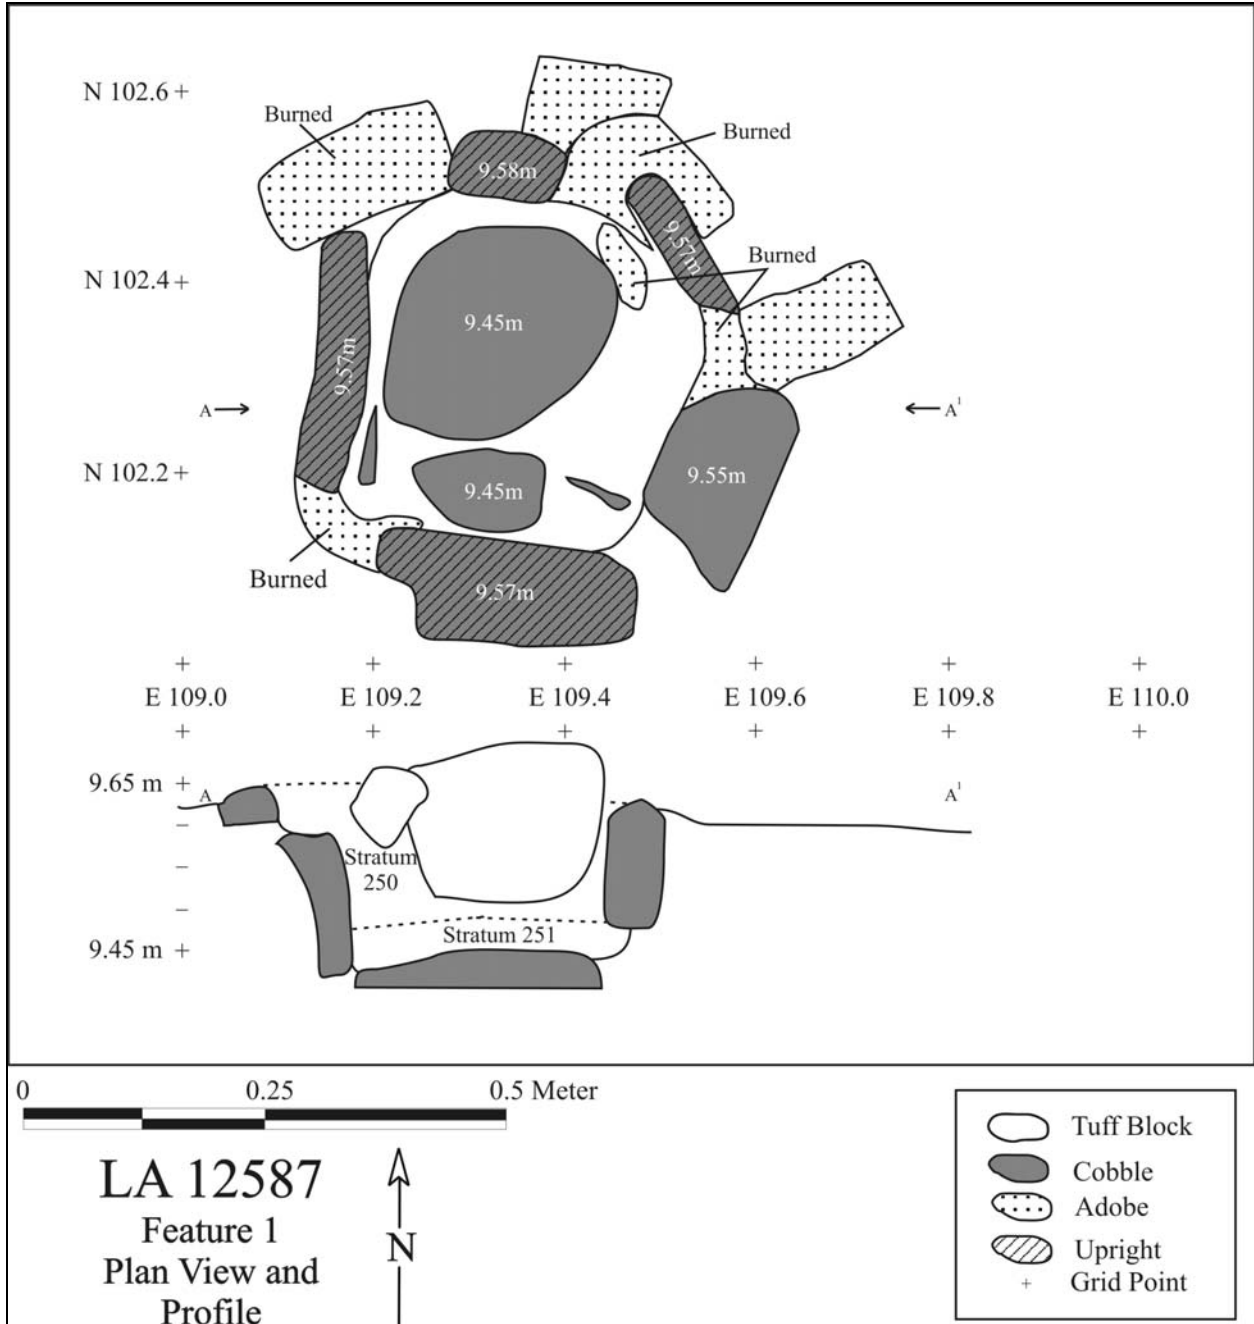 N 102.6 +
Burned
Burned
9.58m
9.57m
Burned
N 102.4 +
9.45m
9.57m
A
A¹
N 102.2 +
9.45m
9.55m
Burned
9.57m
+ + + + + +
E 109.0 E 109.2 E 109.4 E 109.6 E 109.8 E 110.0
+ + + + + +
9.65 m +
A
A¹
Stratum
250
Stratum 251
9.45 m +
0 0.25 0.5 Meter
LA 12587
Feature 1
Plan View and
Profile
N
Tuff Block
Cobble
Adobe
Upright
+ Grid Point